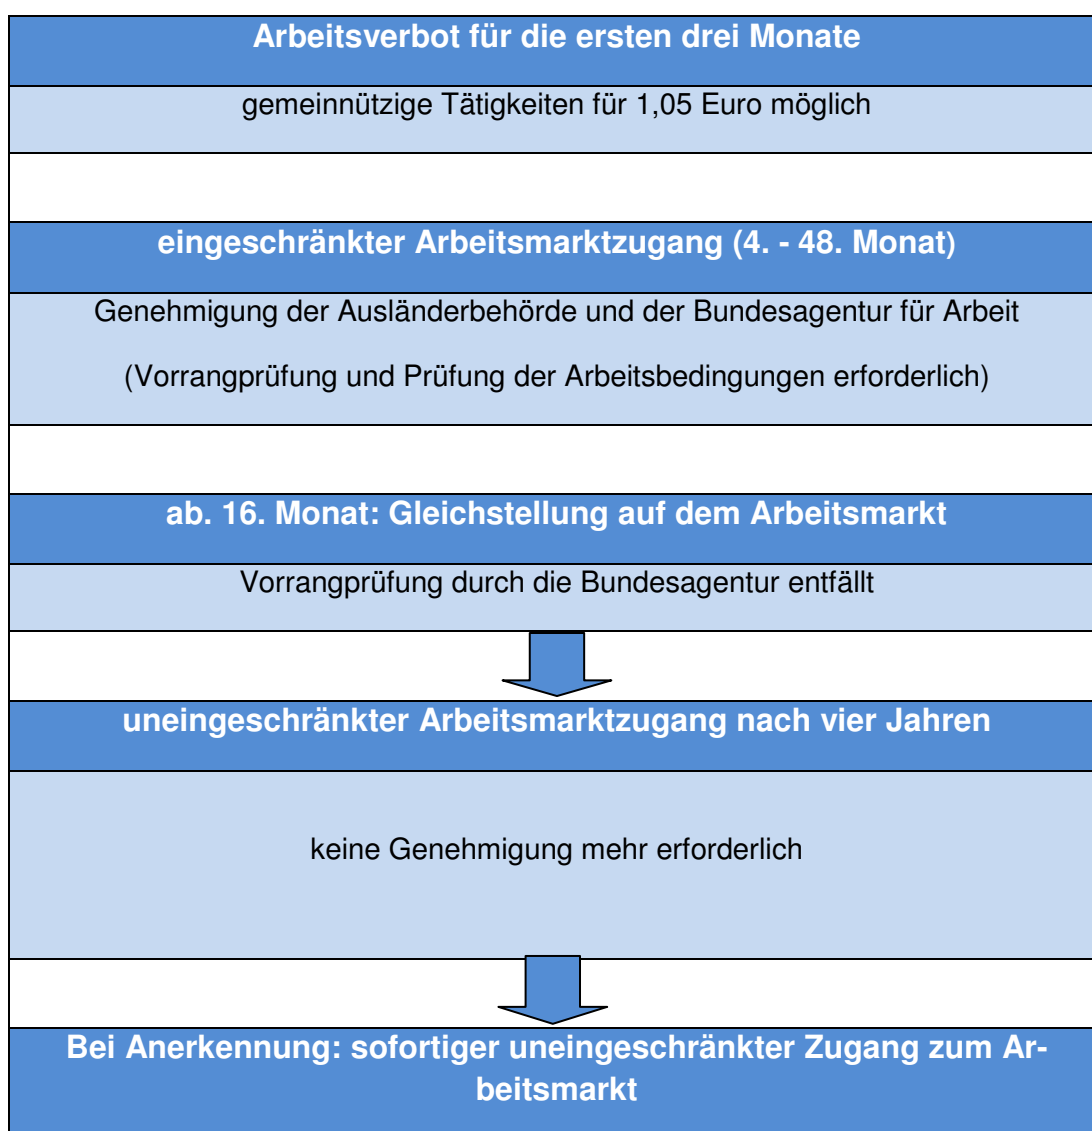 Arbeitsverbot für die ersten drei Monate
gemeinnützige Tätigkeiten für 1,05 Euro möglich
eingeschränkter Arbeitsmarktzugang (4. - 48. Monat)
Genehmigung der Ausländerbehörde und der Bundesagentur für Arbeit
(Vorrangprüfung und Prüfung der Arbeitsbedingungen erforderlich)
ab. 16. Monat: Gleichstellung auf dem Arbeitsmarkt
Vorrangprüfung durch die Bundesagentur entfällt
uneingeschränkter Arbeitsmarktzugang nach vier Jahren
keine Genehmigung mehr erforderlich
Bei Anerkennung: sofortiger uneingeschränkter Zugang zum Ar-
beitsmarkt